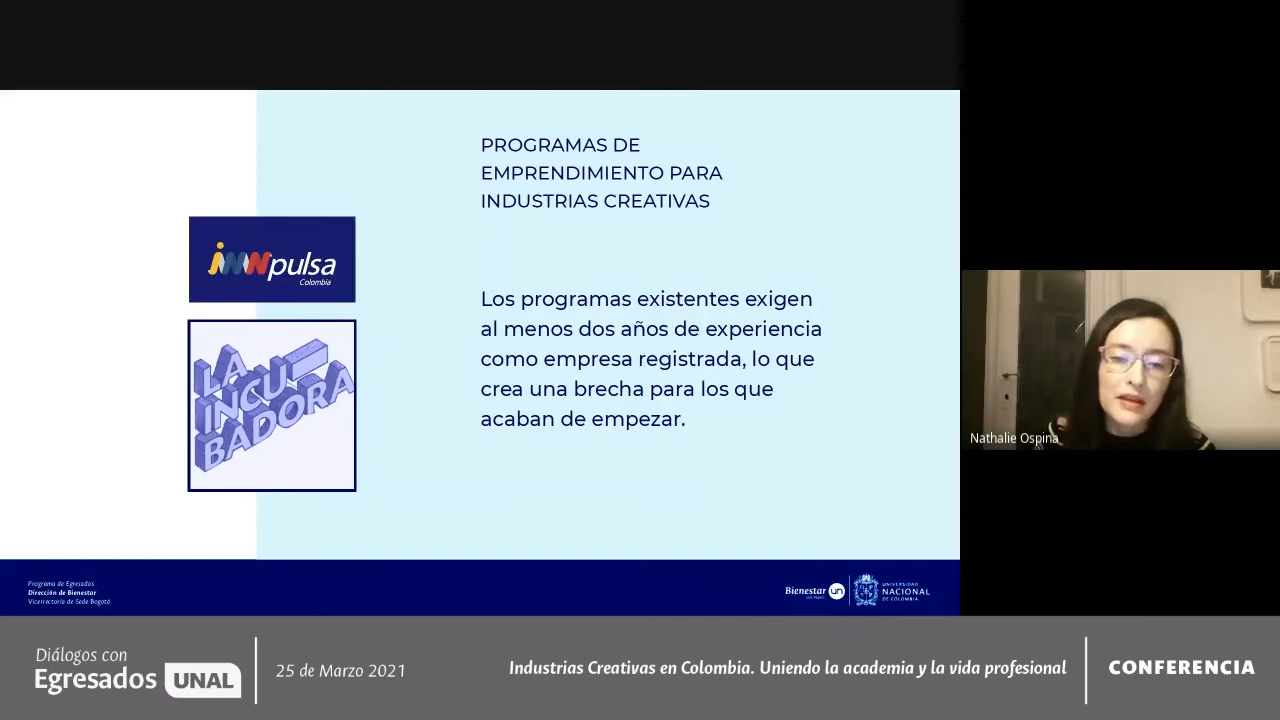 PROGRAMAS DE
EMPRENDIMIENTO PARA
INDUSTRIAS CREATIVAS
iNNpulsa
Colombia
LA
INCU
BADORA
Los programas existentes exigen
al menos dos años de experiencia
como empresa registrada, lo que
crea una brecha para los que
acaban de empezar.
Nathalie Ospina
Programa de Egresados
Dirección de Bienestar
Vicerrectoría de Sede Bogotá
Bienestar un
UNIVERSIDAD
NACIONAL
DE COLOMBIA
Diálogos con
Egresados UNAL
25 de Marzo 2021
Industrias Creativas en Colombia. Uniendo la academia y la vida profesional
CONFERENCIA